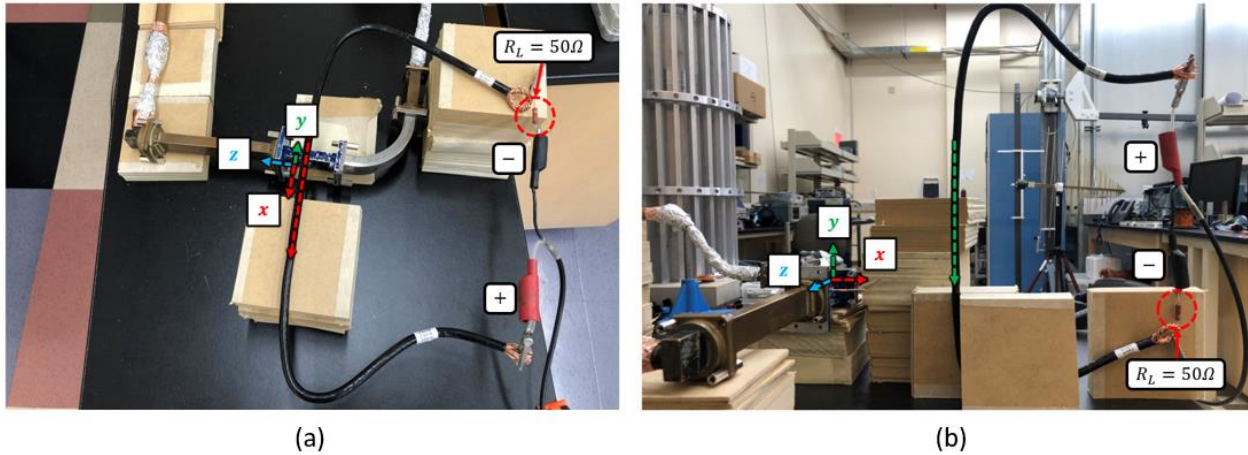 R_L = 50Ω
y
−
z
x
+
(a)
+
y
z
x
−
R_L = 50Ω
(b)